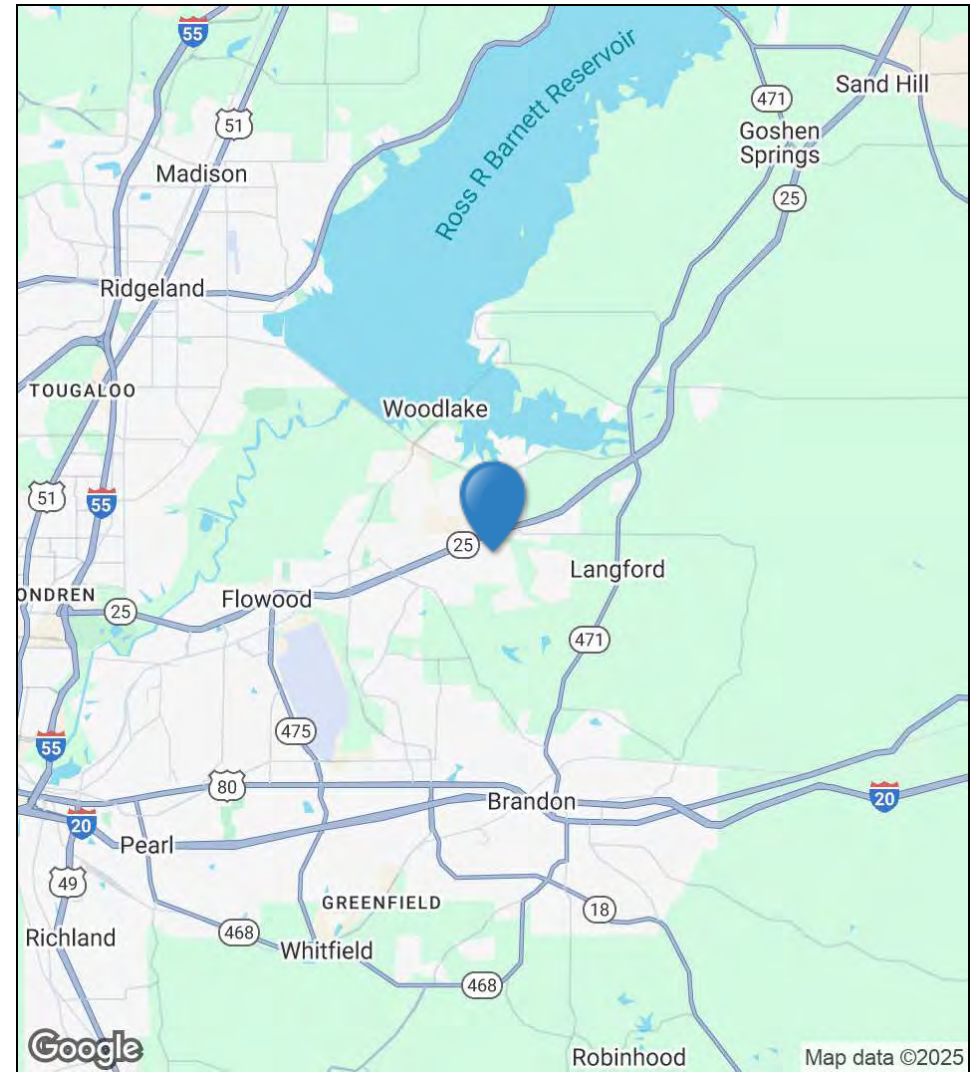 55
Sand Hill
471
51
Goshen
Springs
Madison
Ross R Barnett Reservoir
25
Ridgeland
TOUGALOO
Woodlake
51
55
25
Langford
ONDREN
Flowood
25
471
475
55
80
Brandon
20
20
Pearl
49
GREENFIELD
18
Richland
468
Whitfield
468
Google
Robinhood
Map data ©2025